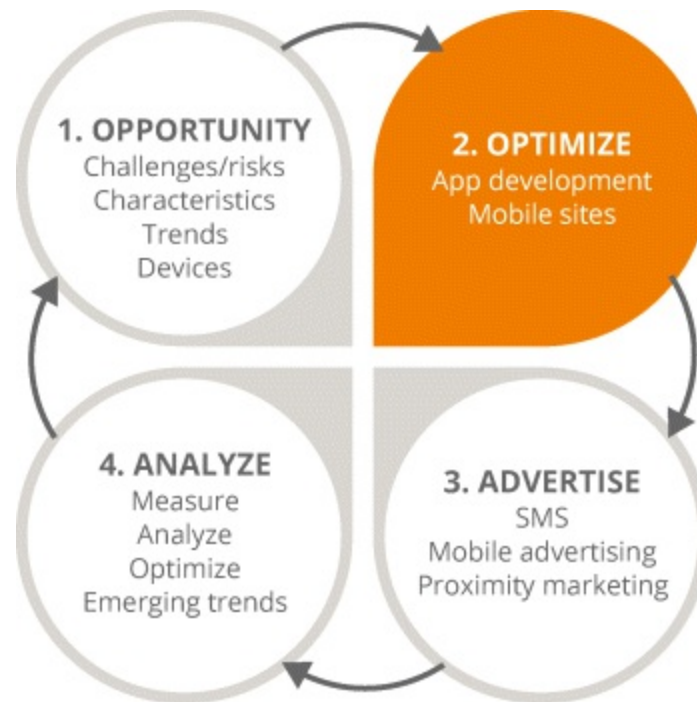 1. OPPORTUNITY
Challenges/risks
Characteristics
Trends
Devices
2. OPTIMIZE
App development
Mobile sites
3. ADVERTISE
SMS
Mobile advertising
Proximity marketing
4. ANALYZE
Measure
Analyze
Optimize
Emerging trends